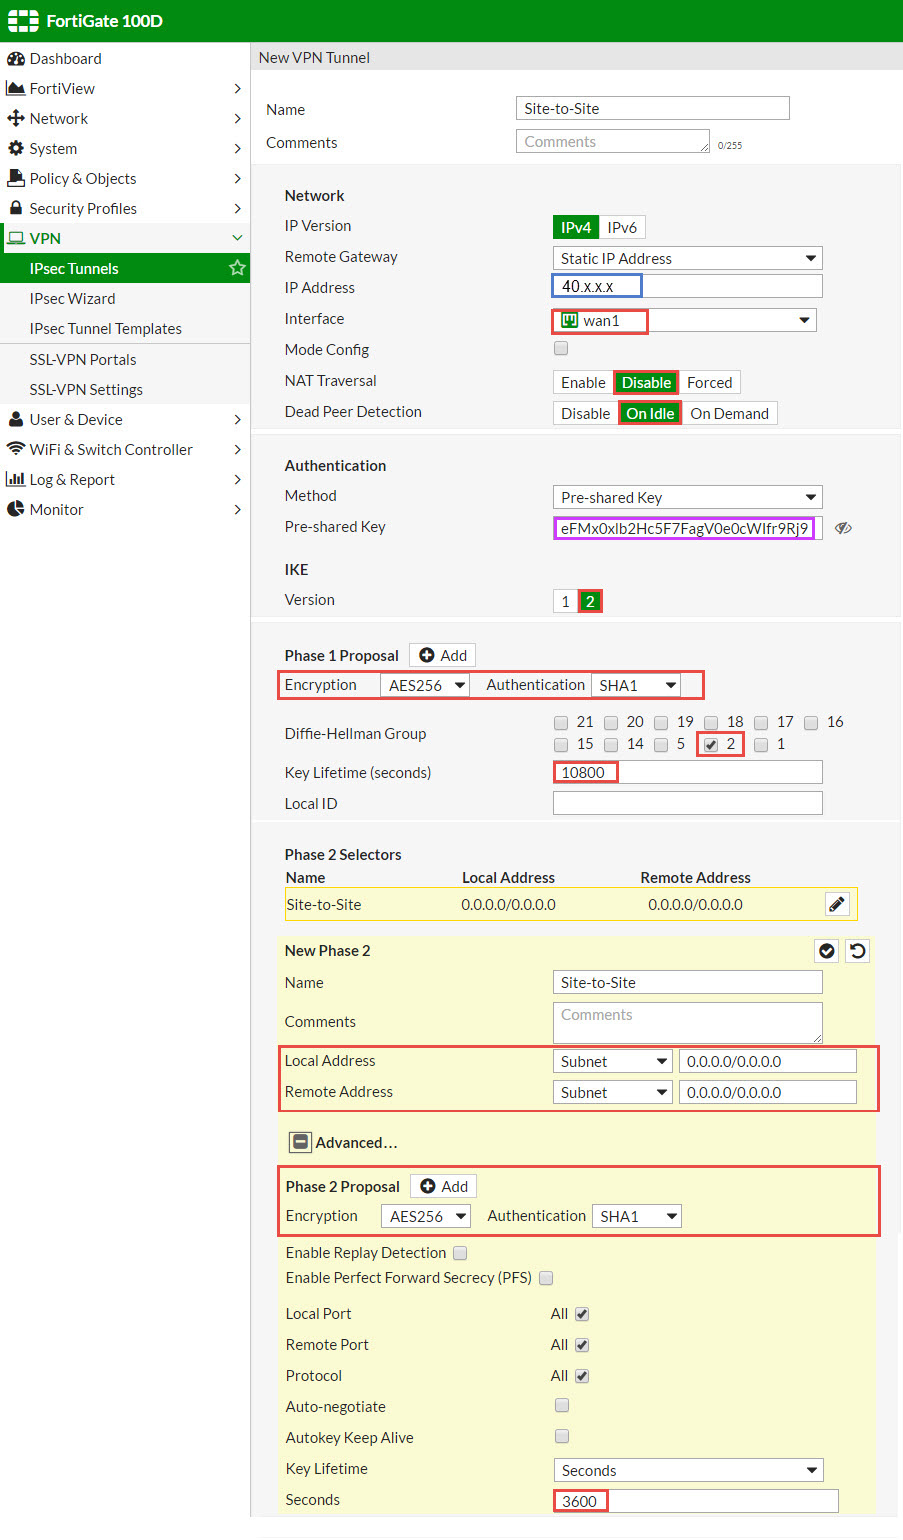 FortiGate 100D
Dashboard
FortiView
Network
System
Policy & Objects
Security Profiles
VPN
IPsec Tunnels
IPsec Wizard
IPsec Tunnel Templates
SSL-VPN Portals
SSL-VPN Settings
User & Device
WiFi & Switch Controller
Log & Report
Monitor
New VPN Tunnel
Name Site-to-Site
Comments Comments 0/255
Network
IP Version IPv4 IPv6
Remote Gateway Static IP Address
IP Address 40.x.x.x
Interface wan1
Mode Config
NAT Traversal Enable Disable Forced
Dead Peer Detection Disable On Idle On Demand
Authentication
Method Pre-shared Key
Pre-shared Key eFMx0xlb2Hc5F7FagV0e0cWIfr9Rj9
IKE
Version 1 2
Phase 1 Proposal Add
Encryption AES256 Authentication SHA1
Diffie-Hellman Group 21 20 19 18 17 16
15 14 5 2 1
Key Lifetime (seconds) 10800
Local ID
Phase 2 Selectors
Name Local Address Remote Address
Site-to-Site 0.0.0.0/0.0.0.0 0.0.0.0/0.0.0.0
New Phase 2
Name Site-to-Site
Comments Comments
Local Address Subnet 0.0.0.0/0.0.0.0
Remote Address Subnet 0.0.0.0/0.0.0.0
Advanced...
Phase 2 Proposal Add
Encryption AES256 Authentication SHA1
Enable Replay Detection
Enable Perfect Forward Secrecy (PFS)
Local Port All
Remote Port All
Protocol All
Auto-negotiate
Autokey Keep Alive
Key Lifetime Seconds
Seconds 3600